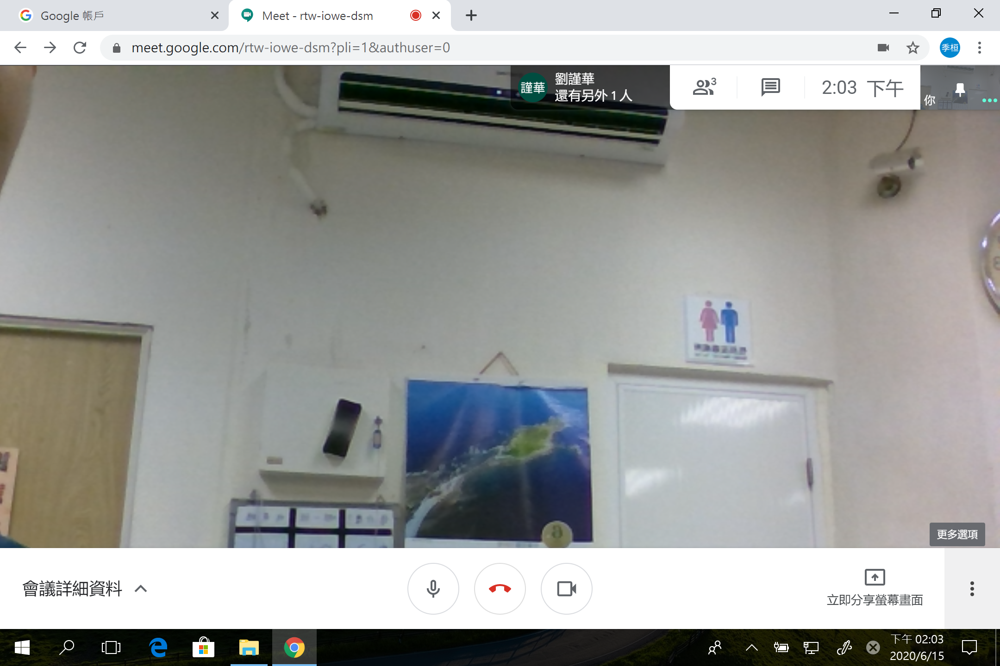 Google 帳戶
Meet - rtw-iowe-dsm
meet.google.com/rtw-iowe-dsm?pli=1&authuser=0
季桓
謹華
劉謹華
還有另外 1 人
3
2:03 下午
你
更多選項
會議詳細資料
立即分享螢幕畫面
下午 02:03
2020/6/15